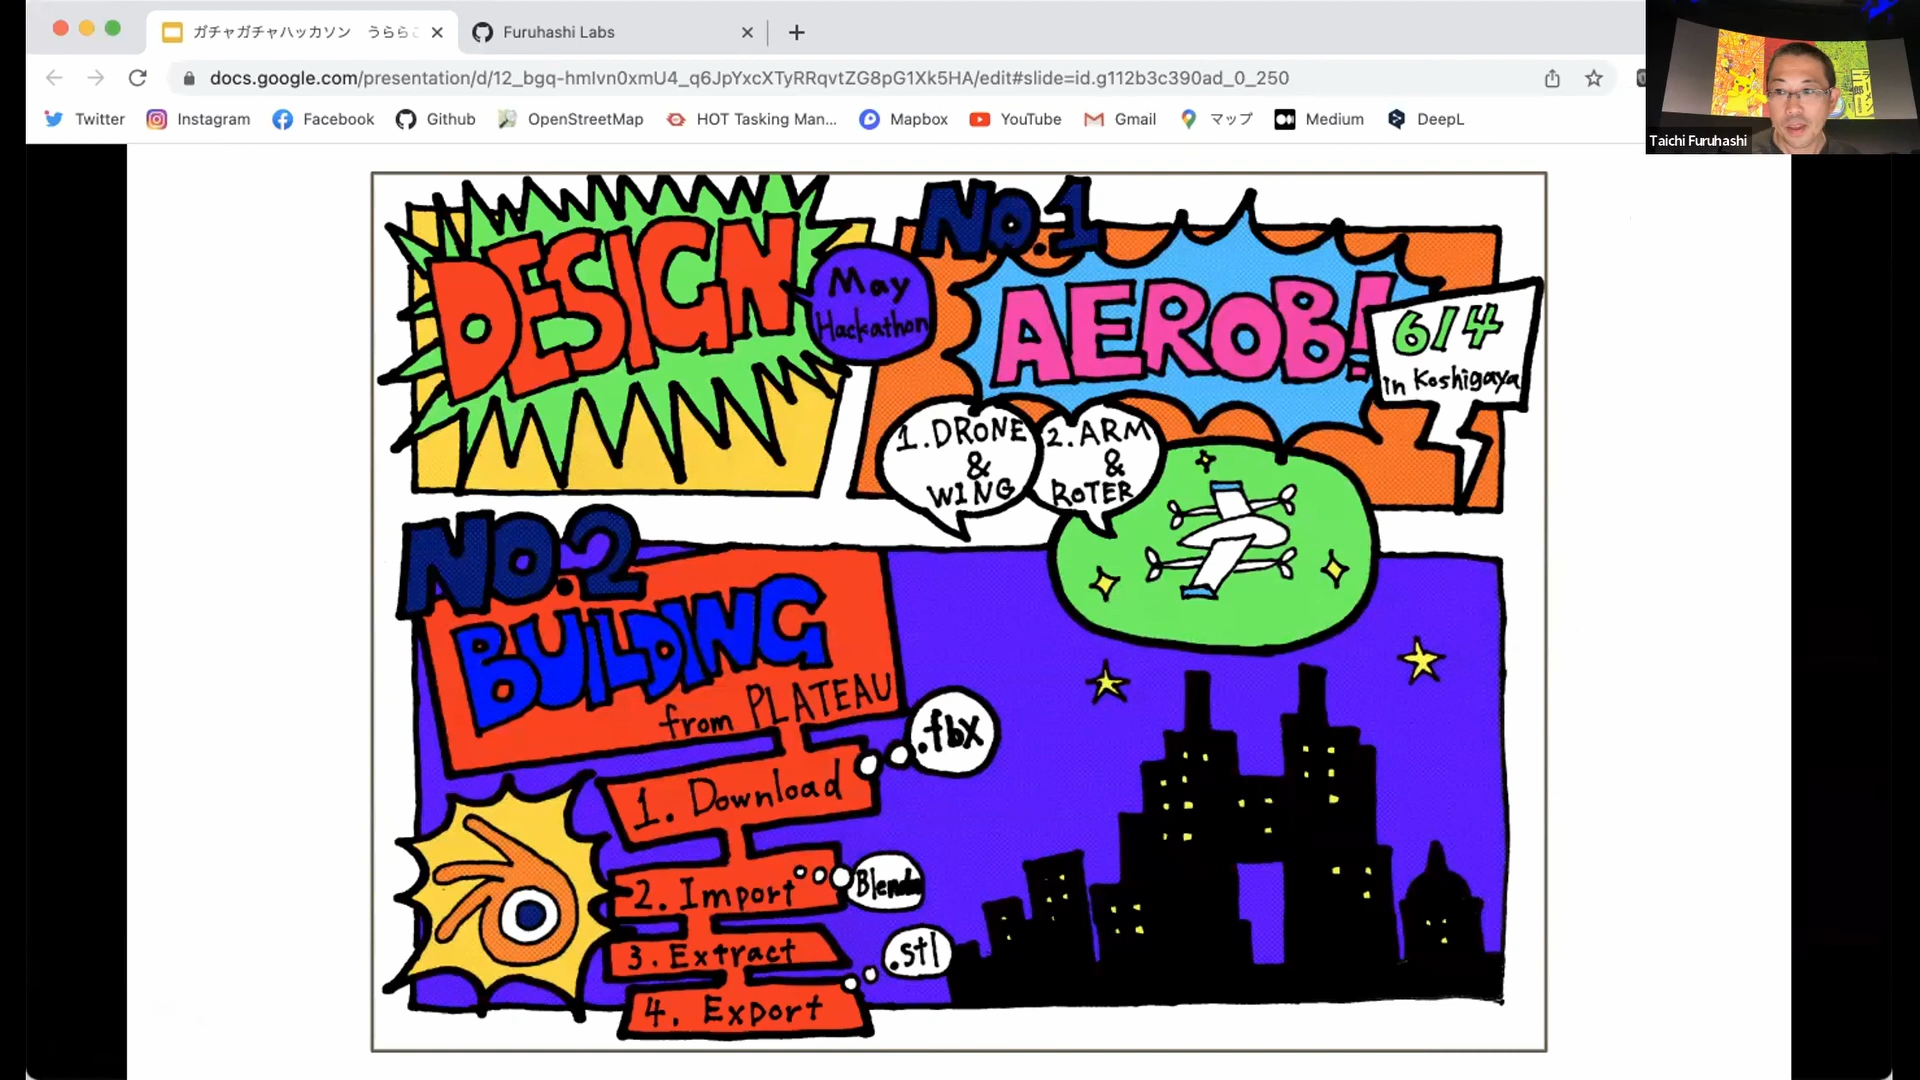 ガチャガチャハッカソン うららこ
Furuhashi Labs
docs.google.com/presentation/d/12_bgq-hmlvn0xmU4_q6JpYxcXTyRRqvtZG8pG1Xk5HA/edit#slide=id.g112b3c390ad_0_250
Twitter
Instagram
Facebook
Github
OpenStreetMap
HOT Tasking Man...
Mapbox
YouTube
Gmail
マップ
Medium
DeepL
Taichi Furuhashi
DESIGN
May
Hackathon
No.1
AEROB!
6/4
in Koshigaya
1. DRONE
&
WING
2. ARM
&
ROTER
NO.2
BUILDING
from PLATEAU
1. Download
.fbx
2. Import
3. Extract
.stl
4. Export